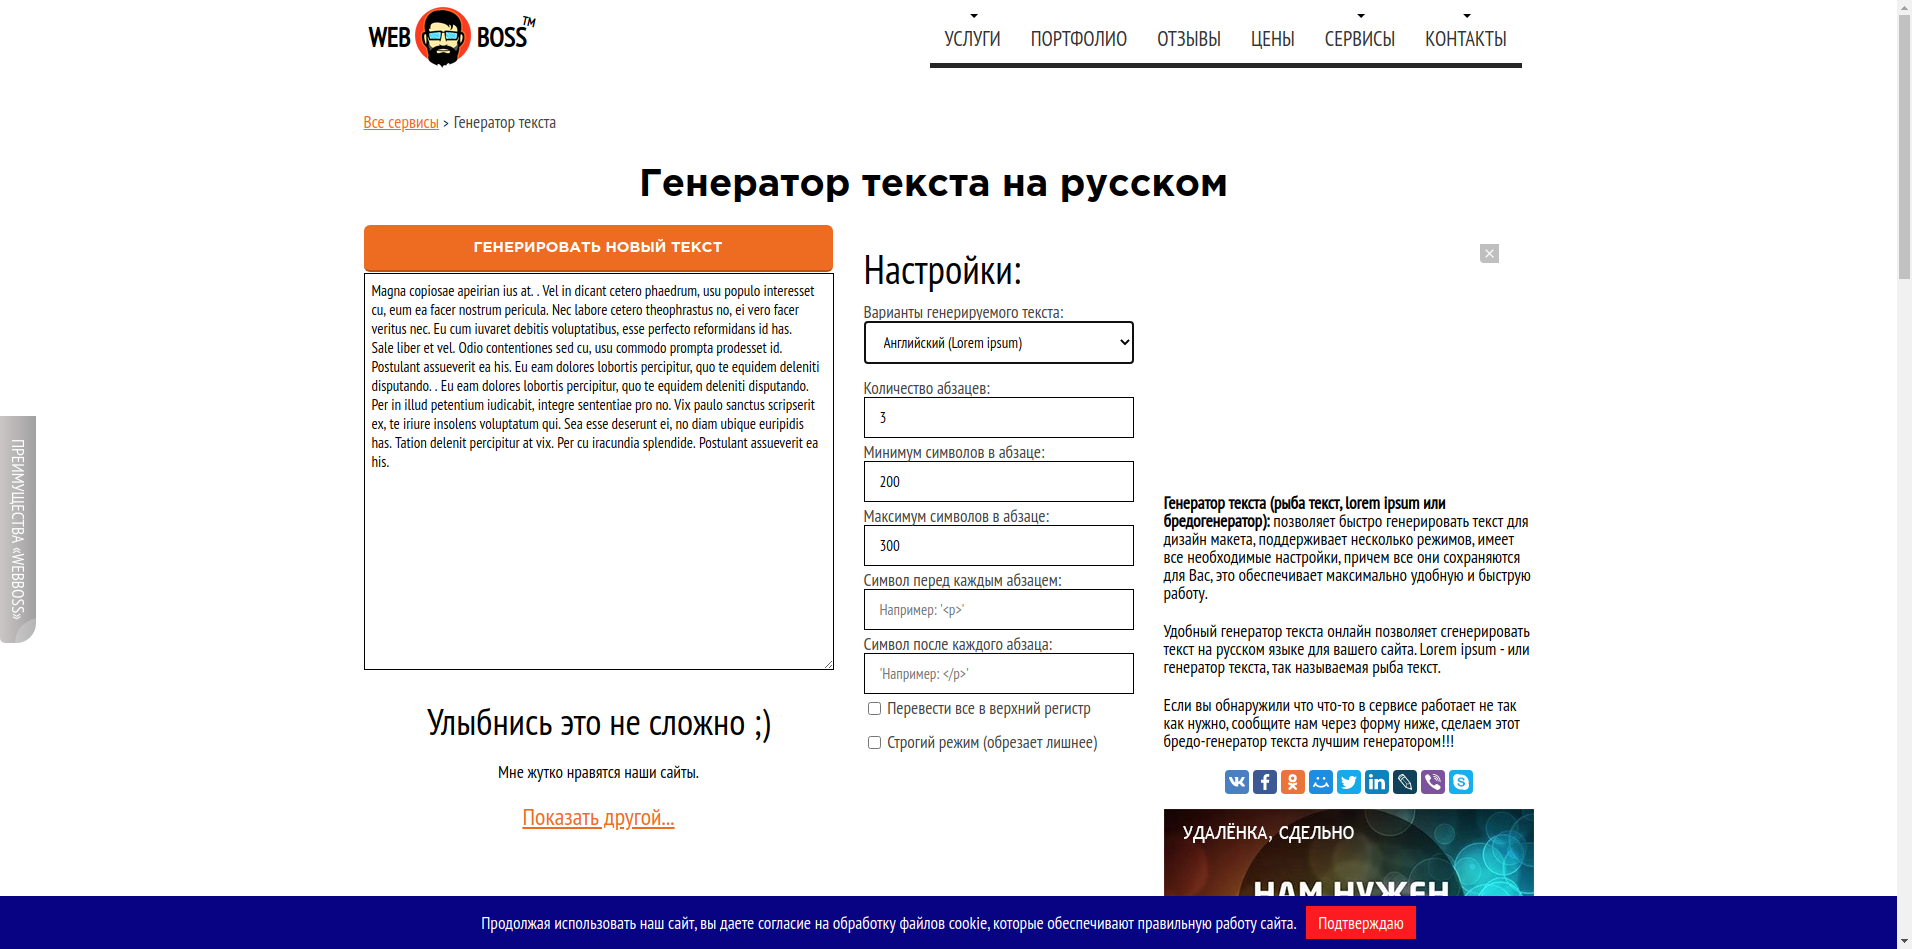 WEB BOSS TM
УСЛУГИ ПОРТФОЛИО ОТЗЫВЫ ЦЕНЫ СЕРВИСЫ КОНТАКТЫ
Все сервисы > Генератор текста
Генератор текста на русском
ГЕНЕРИРОВАТЬ НОВЫЙ ТЕКСТ
Magna copiosae apeirian ius at. . Vel in dicant cetero phaedrum, usu populo interesset
cu, eum ea facer nostrum pericula. Nec labore cetero theophrastus no, ei vero facer
veritus nec. Eu cum iuvaret debitis voluptatibus, esse perfecto reformidans id has.
Sale liber et vel. Odio contentiones sed cu, usu commodo prompta prodesset id.
Postulant assueverit ea his. Eu eam dolores lobortis percipitur, quo te equidem deleniti
disputando. . Eu eam dolores lobortis percipitur, quo te equidem deleniti disputando.
Per in illud petentium iudicabit, integre sententiae pro no. Vix paulo sanctus scripserit
ex, te iriure insolens voluptatum qui. Sea esse deserunt ei, no diam ubique euripidis
has. Tation delenit percipitur at vix. Per cu iracundia splendide. Postulant assueverit ea
his.
Улыбнись это не сложно ;)
Мне жутко нравятся наши сайты.
Показать другой...
Настройки:
Варианты генерируемого текста:
Английский (Lorem ipsum)
Количество абзацев:
3
Минимум символов в абзаце:
200
Максимум символов в абзаце:
300
Символ перед каждым абзацем:
Например: '<p>'
Символ после каждого абзаца:
'Например: </p>'
Перевести все в верхний регистр
Строгий режим (обрезает лишнее)
Генератор текста (рыба текст, lorem ipsum или
бредогенератор): позволяет быстро генерировать текст для
дизайн макета, поддерживает несколько режимов, имеет
все необходимые настройки, причем все они сохраняются
для Вас, это обеспечивает максимально удобную и быструю
работу.
Удобный генератор текста онлайн позволяет сгенерировать
текст на русском языке для вашего сайта. Lorem ipsum - или
генератор текста, так называемая рыба текст.
Если вы обнаружили что что-то в сервисе работает не так
как нужно, сообщите нам через форму ниже, сделаем этот
бредо-генератор текста лучшим генератором!!!
УДАЛЁНКА, СДЕЛЬНО
НАМ НУЖЕН
ПРЕИМУЩЕСТВА «WEBBOSS»
Продолжая использовать наш сайт, вы даете согласие на обработку файлов cookie, которые обеспечивают правильную работу сайта. Подтверждаю